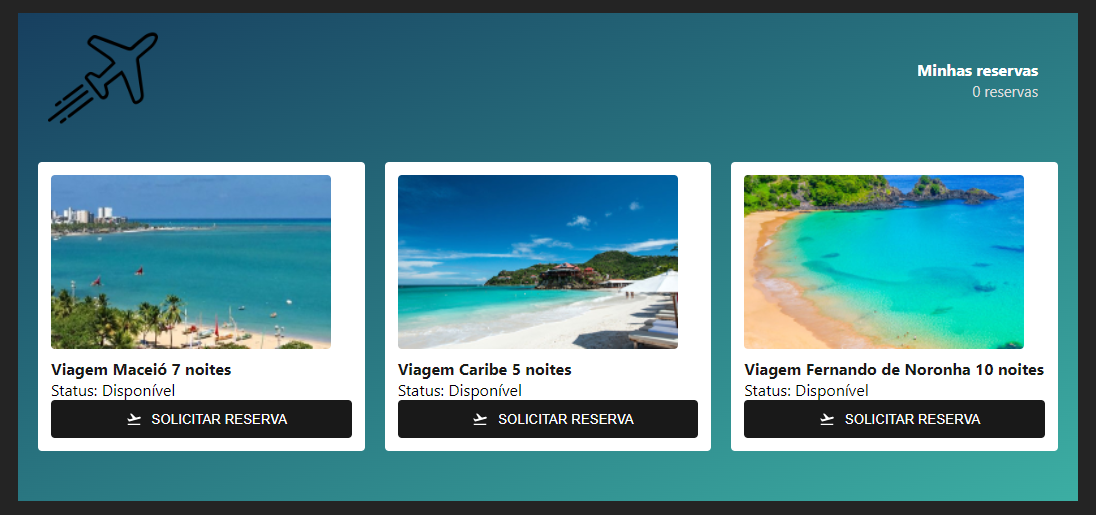 Minhas reservas
0 reservas
Viagem Maceió 7 noites
Status: Disponível
SOLICITAR RESERVA
Viagem Caribe 5 noites
Status: Disponível
SOLICITAR RESERVA
Viagem Fernando de Noronha 10 noites
Status: Disponível
SOLICITAR RESERVA